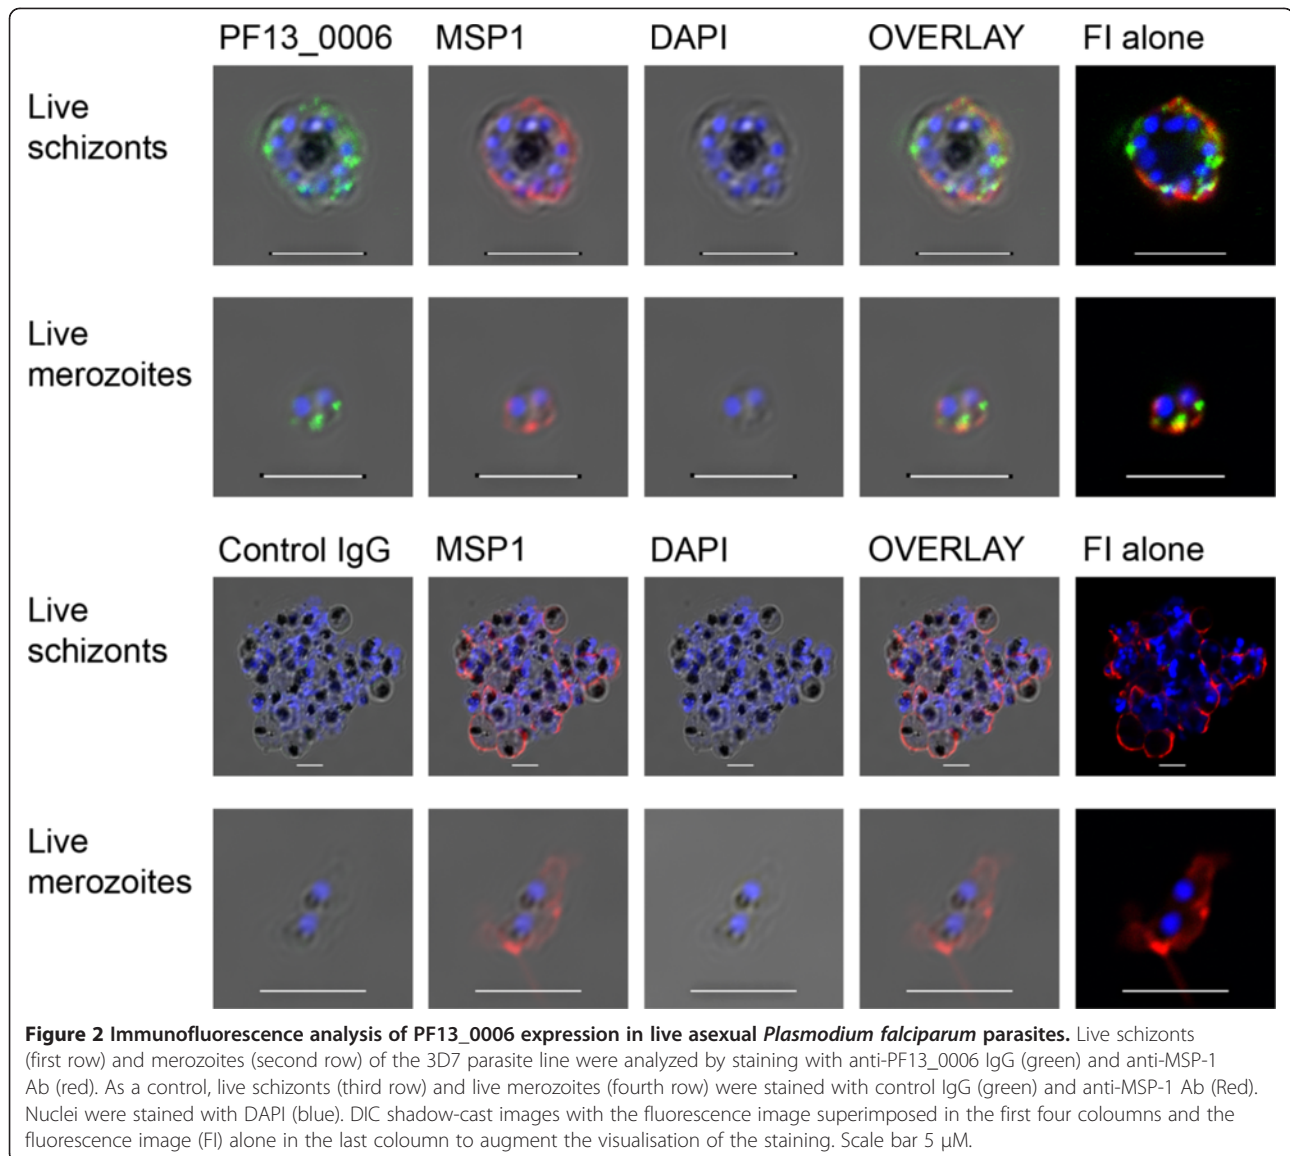 PF13_0006 MSP1 DAPI OVERLAY FI alone
Live
schizonts
Live
merozoites
Control IgG MSP1 DAPI OVERLAY FI alone
Live
schizonts
Live
merozoites
Figure 2 Immunofluorescence analysis of PF13_0006 expression in live asexual Plasmodium falciparum parasites. Live schizonts
(first row) and merozoites (second row) of the 3D7 parasite line were analyzed by staining with anti-PF13_0006 IgG (green) and anti-MSP-1
Ab (red). As a control, live schizonts (third row) and live merozoites (fourth row) were stained with control IgG (green) and anti-MSP-1 Ab (Red).
Nuclei were stained with DAPI (blue). DIC shadow-cast images with the fluorescence image superimposed in the first four coloumns and the
fluorescence image (FI) alone in the last coloumn to augment the visualisation of the staining. Scale bar 5 μM.